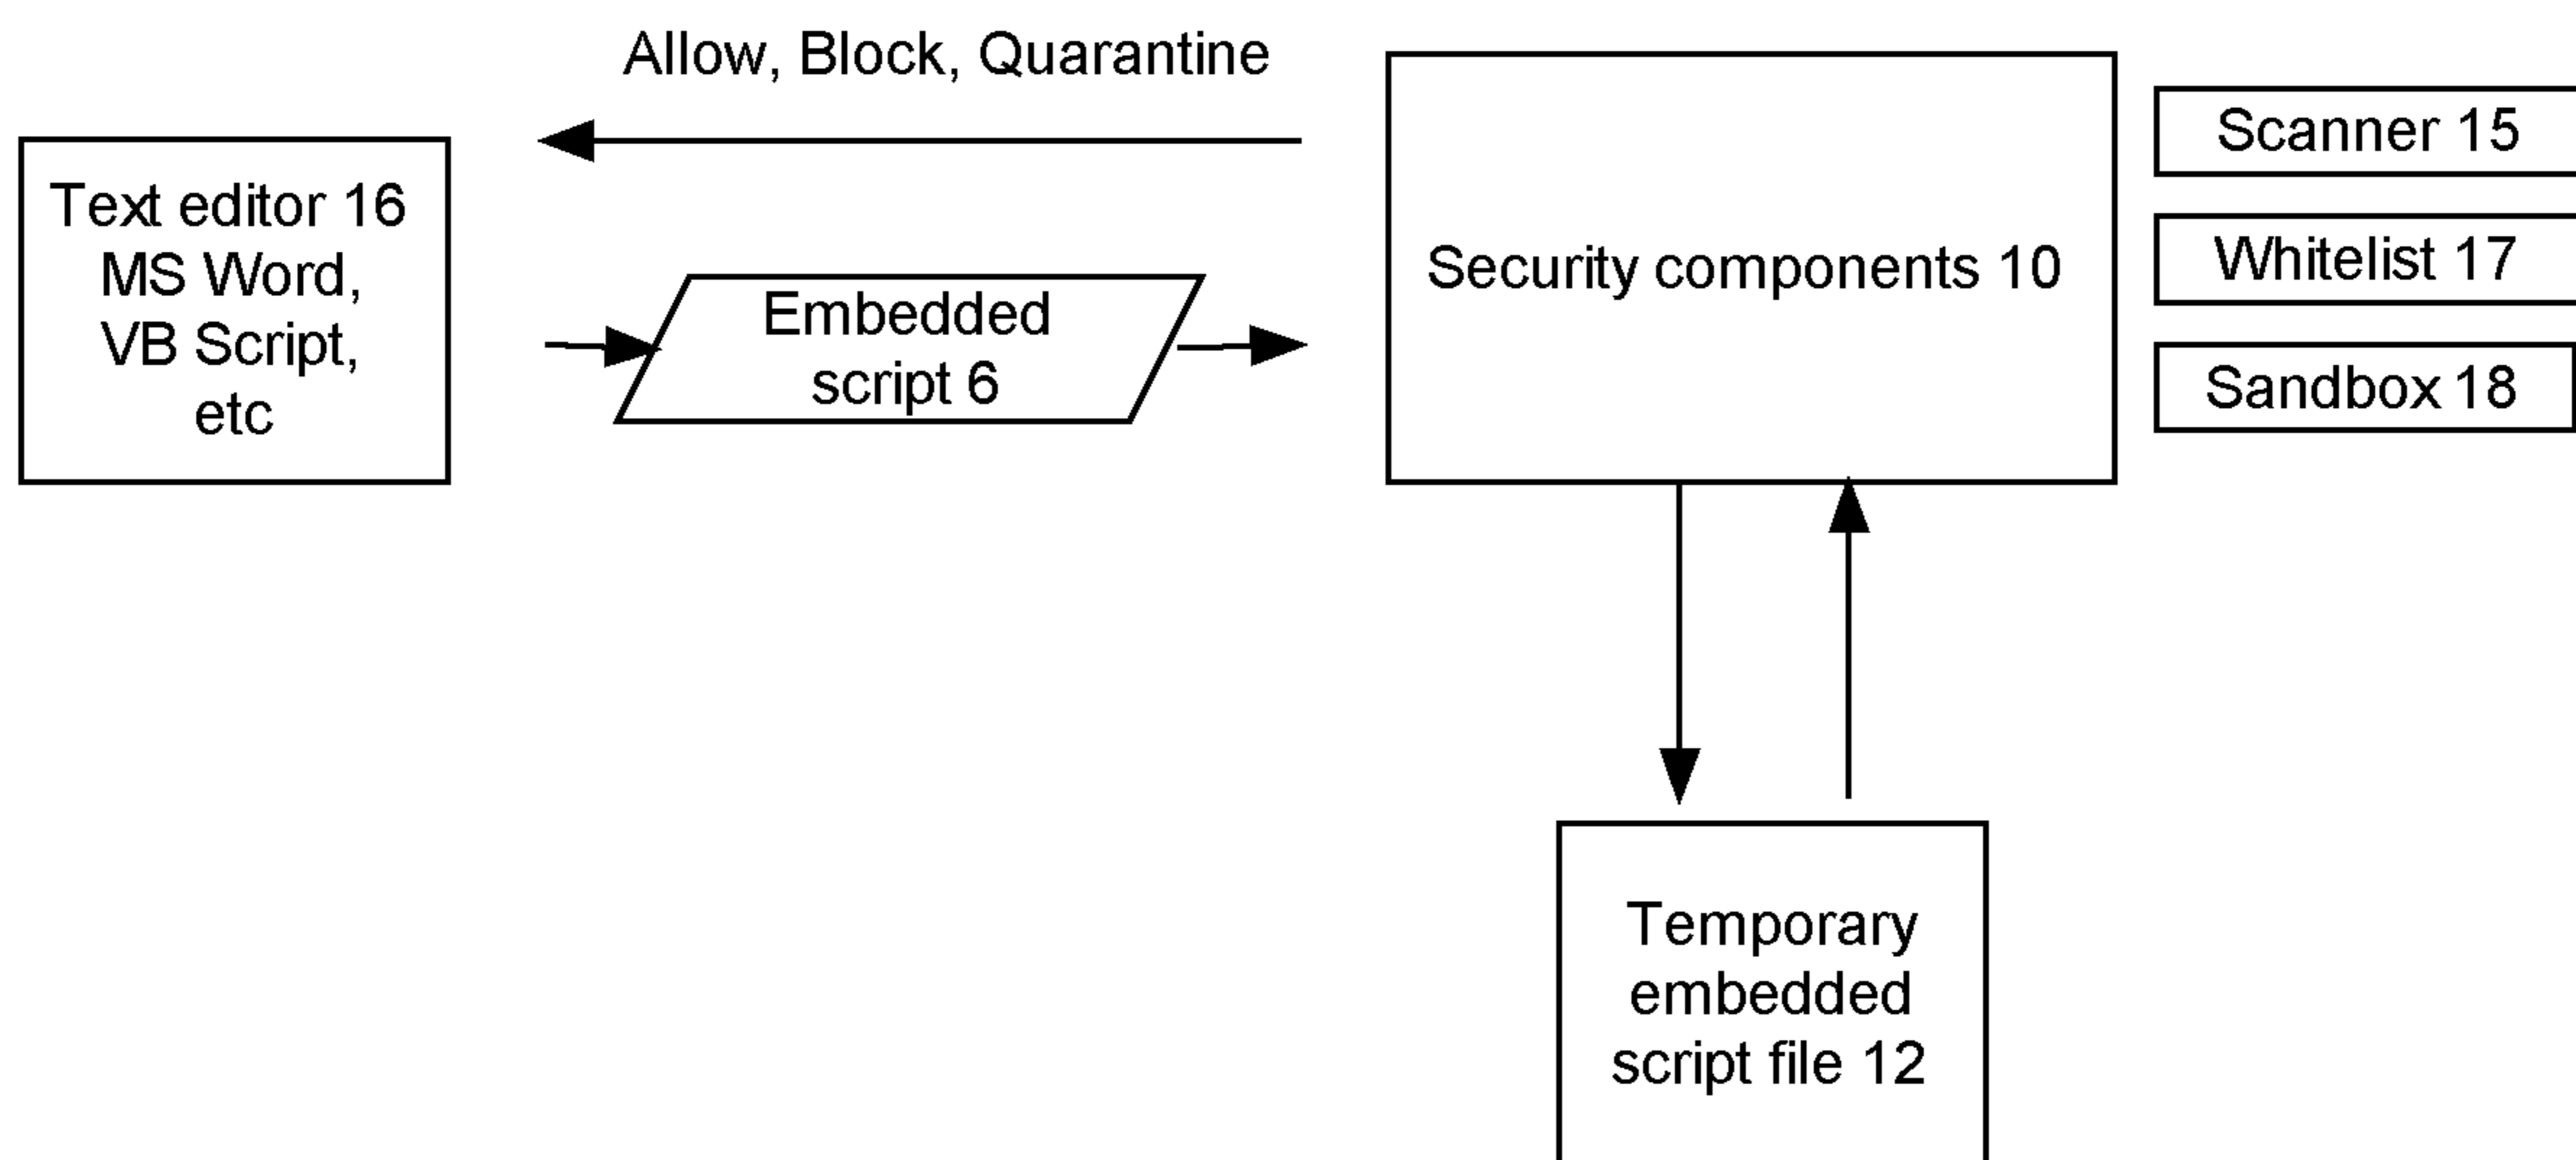 Allow, Block, Quarantine
Text editor 16
MS Word,
VB Script,
etc
Embedded
script 6
Security components 10
Scanner 15
Whitelist 17
Sandbox 18
Temporary
embedded
script file 12